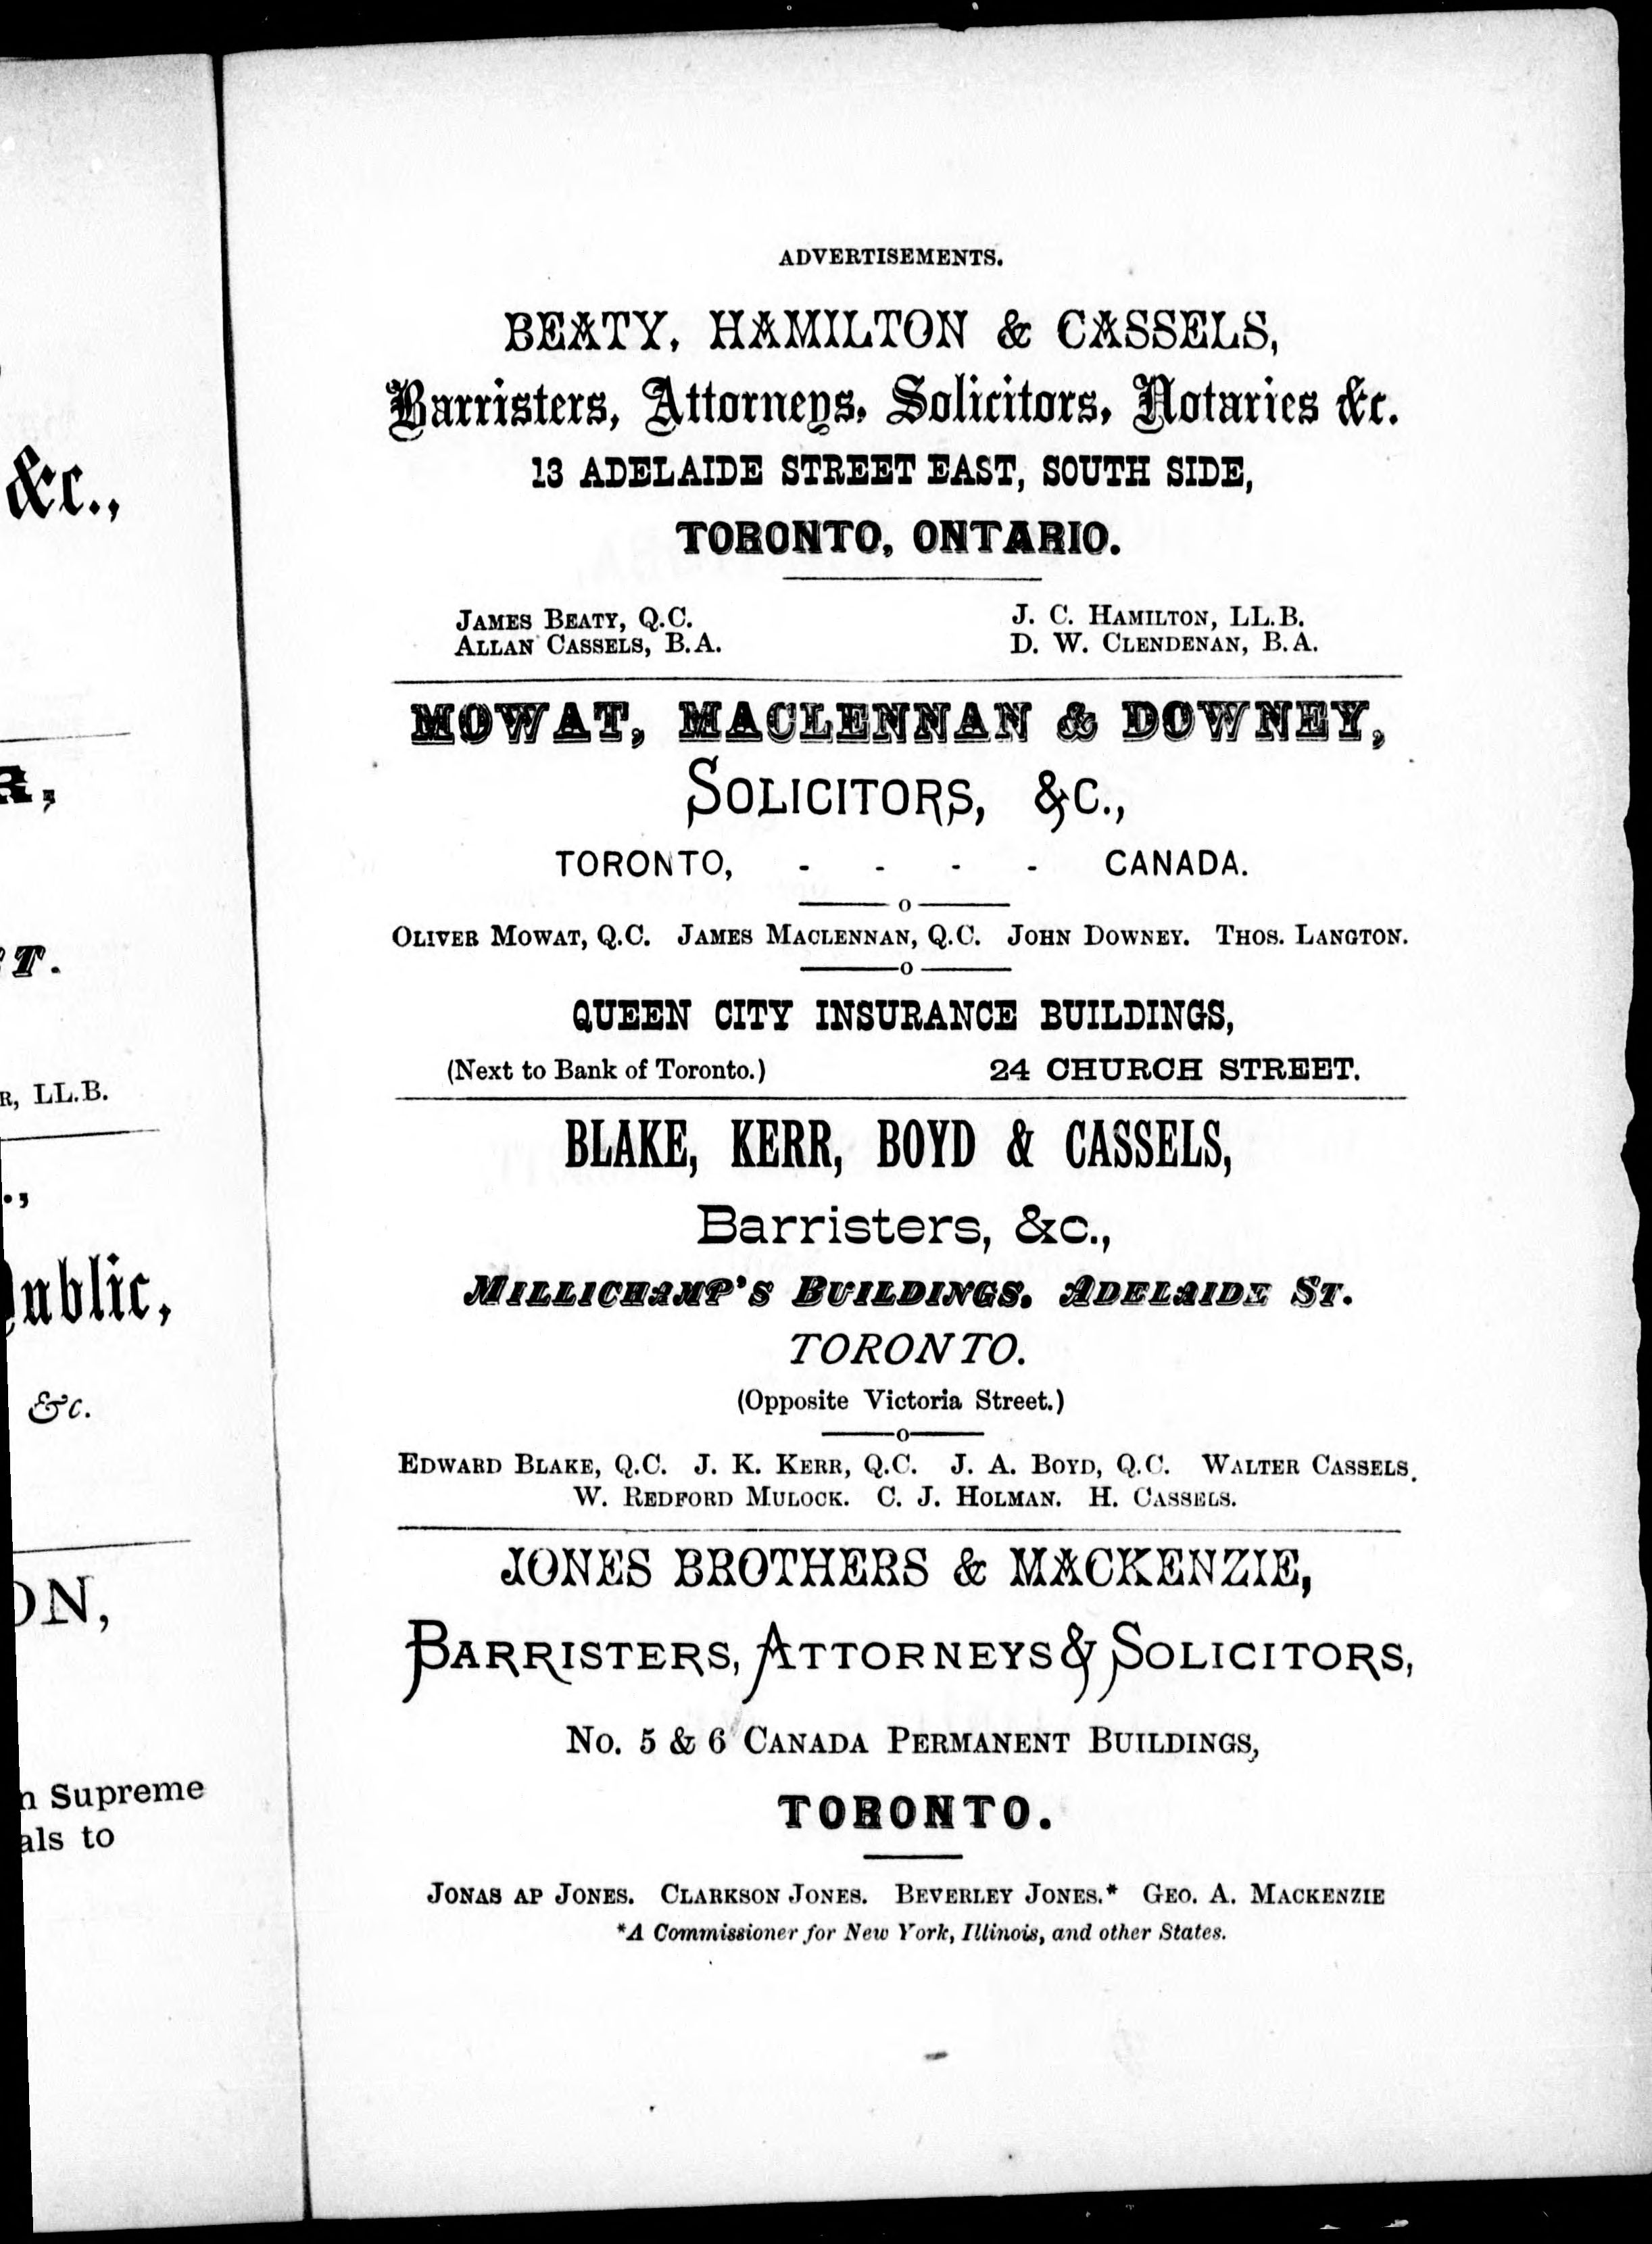 &c.,
R,
T.
R, LL.B.
.,
Public,
&c.
ON,
n Supreme
als to
ADVERTISEMENTS.
BEATY, HAMILTON & CASSELS,
Barristers, Attorneys, Solicitors, Notaries &c.
13 ADELAIDE STREET EAST, SOUTH SIDE,
TORONTO, ONTARIO.
JAMES BEATY, Q.C. J. C. HAMILTON, LL.B.
ALLAN CASSELS, B.A. D. W. CLENDENAN, B.A.
MOWAT, MACLENNAN & DOWNEY,
SOLICITORS, &C.,
TORONTO, - - - - CANADA.
o
OLIVER MOWAT, Q.C. JAMES MACLENNAN, Q.C. JOHN DOWNEY. THOS. LANGTON.
o
QUEEN CITY INSURANCE BUILDINGS,
(Next to Bank of Toronto.) 24 CHURCH STREET.
BLAKE, KERR, BOYD & CASSELS,
Barristers, &c.,
MILLICHAMP'S BUILDINGS, ADELAIDE ST.
TORONTO.
(Opposite Victoria Street.)
o
EDWARD BLAKE, Q.C. J. K. KERR, Q.C. J. A. BOYD, Q.C. WALTER CASSELS.
W. REDFORD MULOCK. C. J. HOLMAN. H. CASSELS.
JONES BROTHERS & MACKENZIE,
BARRISTERS, ATTORNEYS & SOLICITORS,
No. 5 & 6 CANADA PERMANENT BUILDINGS,
TORONTO.
JONAS AP JONES. CLARKSON JONES. BEVERLEY JONES.* GEO. A. MACKENZIE
*A Commissioner for New York, Illinois, and other States.